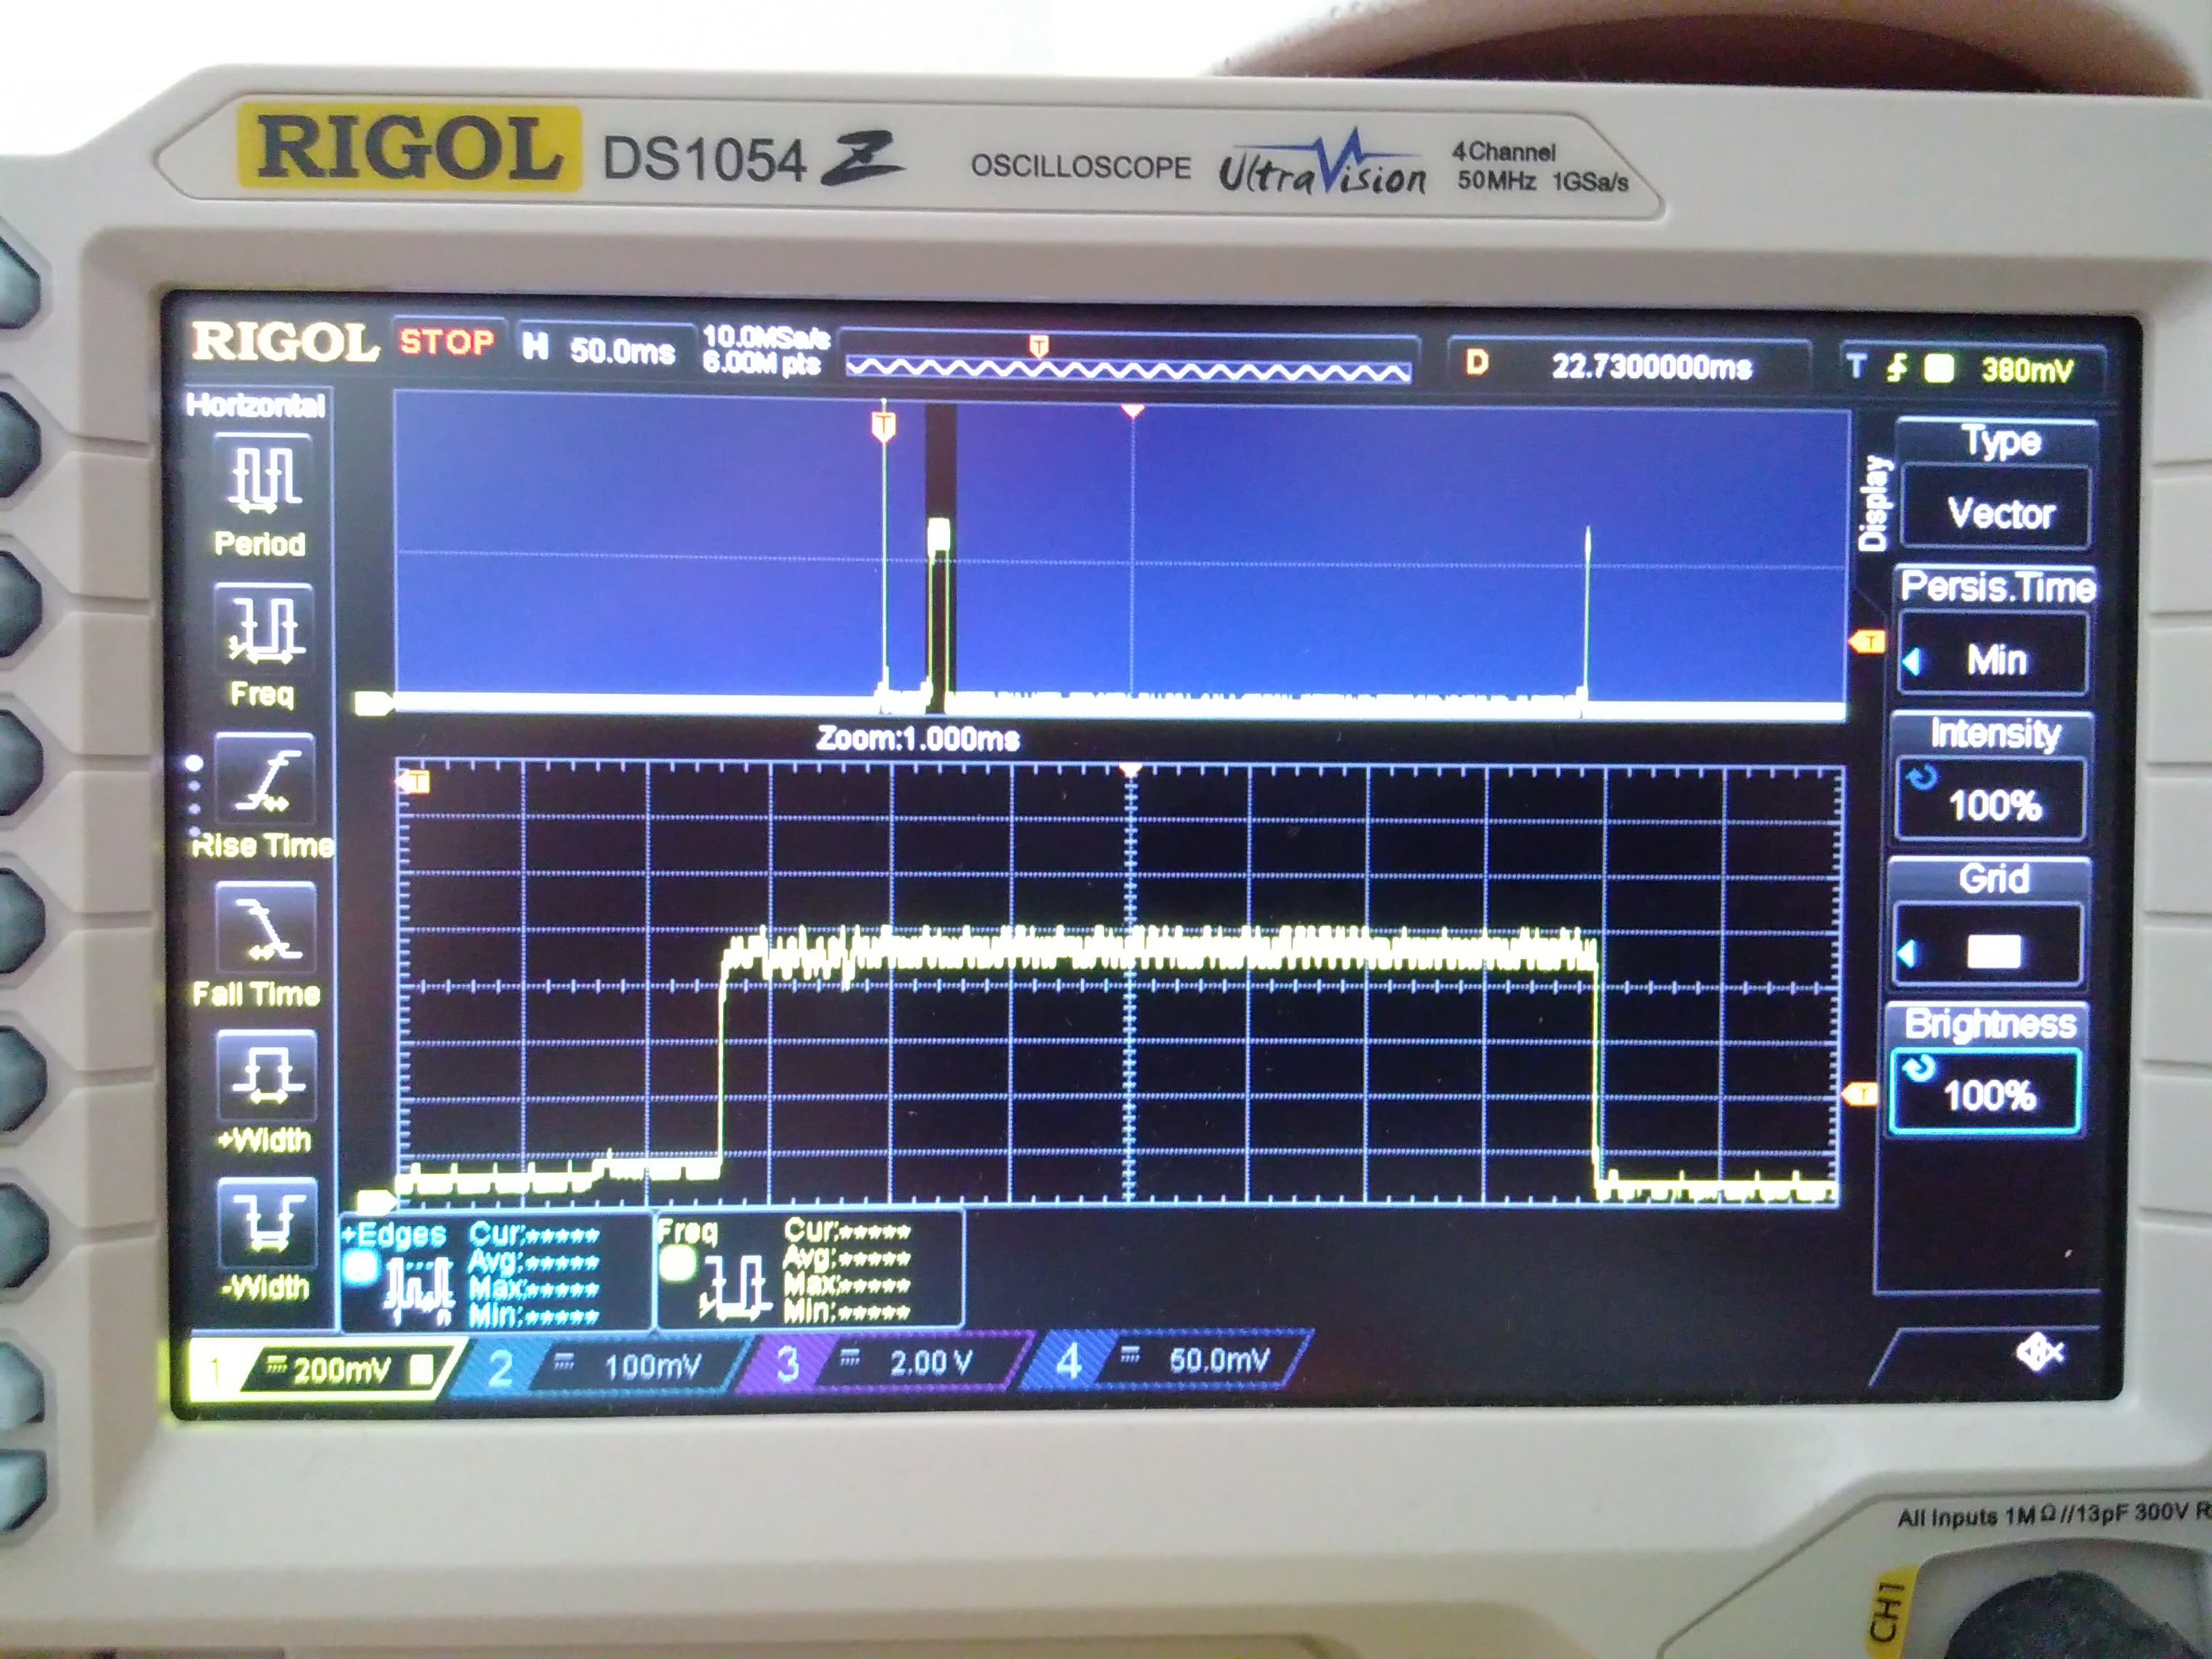 RIGOL DS1054Z OSCILLOSCOPE UltraVision 4 Channel
50MHz 1GSa/s
RIGOL STOP H 50.0ms 10.0MSa/s
6.00M pts
D 22.7300000ms T 380mV
Horizontal
Period
Freq
Rise Time
Fall Time
+Width
-Width
T
T
Zoom:1.000ms
T
T
T
Display
Type
Vector
Persis.Time
Min
Intensity
100%
Grid
Brightness
100%
+Edges Cur:*****
Avg:*****
Max:*****
Min:*****
Freq Cur:*****
Avg:*****
Max:*****
Min:*****
1 200mV 2 100mV 3 2.00 V 4 50.0mV
All Inputs 1MΩ//13pF 300V
CH1